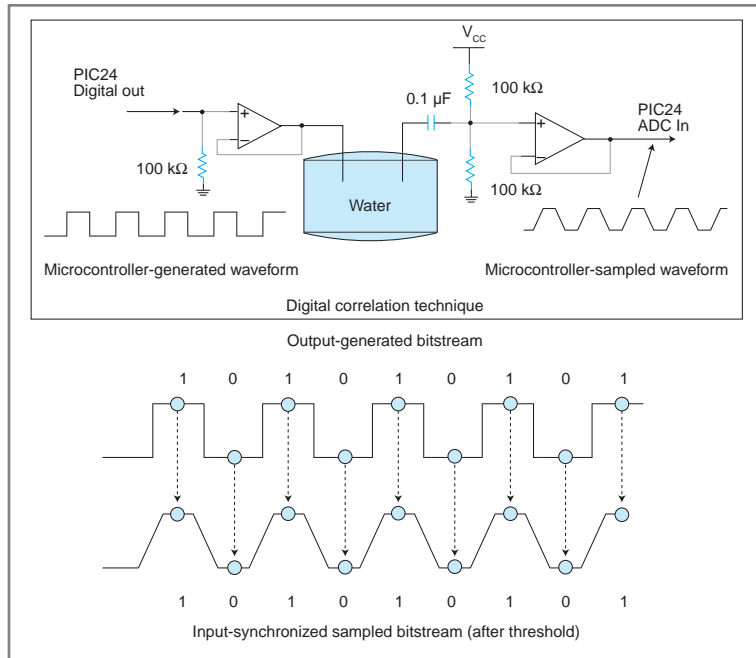 V_CC
PIC24
Digital out
100 kΩ
0.1 µF
PIC24
ADC In
+
−
+
−
100 kΩ
100 kΩ
Water
Microcontroller-generated waveform
Microcontroller-sampled waveform
Digital correlation technique
Output-generated bitstream
1 0 1 0 1 0 1 0 1
1 0 1 0 1 0 1 0 1
Input-synchronized sampled bitstream (after threshold)